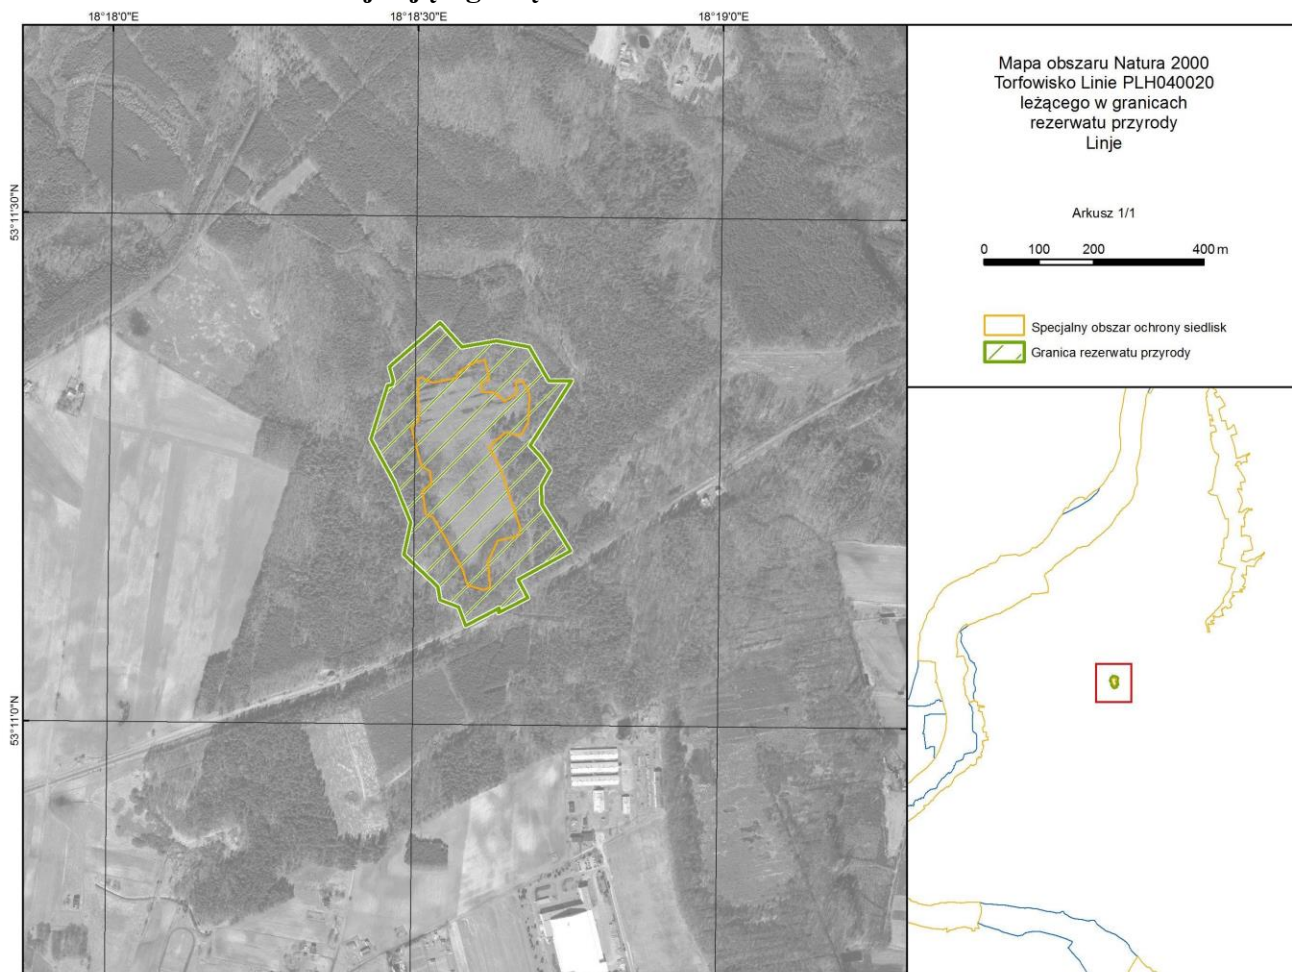 18°18'0"E
18°18'30"E
18°19'0"E
53°11'30"N
53°11'0"N
Mapa obszaru Natura 2000
Torfowisko Linie PLH040020
leżącego w granicach
rezerwatu przyrody
Linje
Arkusz 1/1
0 100 200 400 m
Specjalny obszar ochrony siedlisk
Granica rezerwatu przyrody